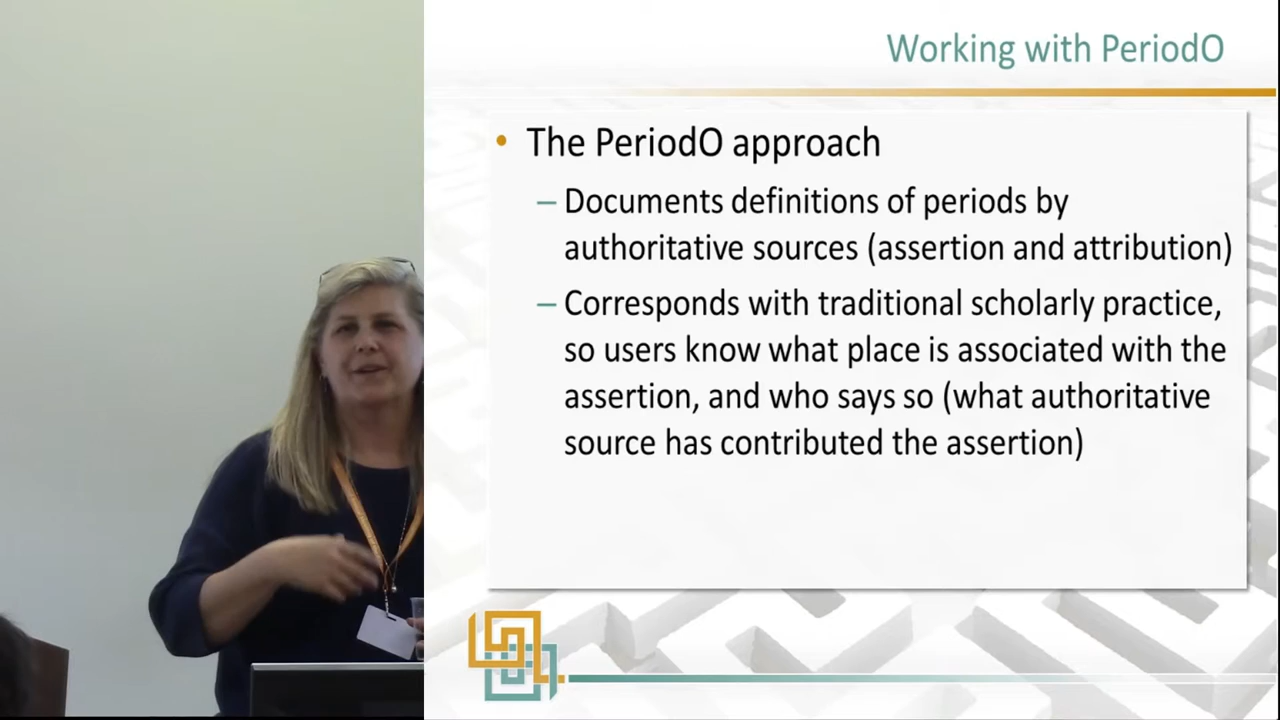 Working with PeriodO
• The PeriodO approach
– Documents definitions of periods by
authoritative sources (assertion and attribution)
– Corresponds with traditional scholarly practice,
so users know what place is associated with the
assertion, and who says so (what authoritative
source has contributed the assertion)